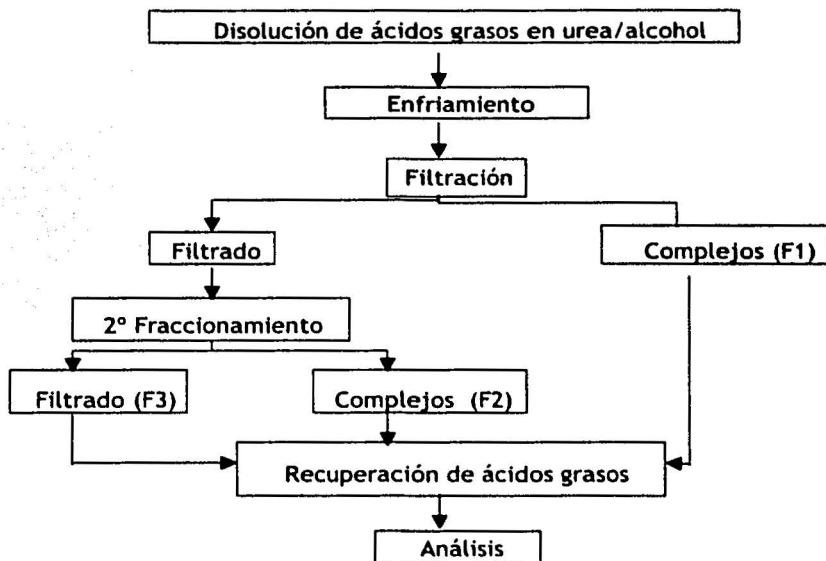 Disolución de ácidos grasos en urea/alcohol
Enfriamiento
Filtración
Filtrado
Complejos (F1)
2º Fraccionamiento
Filtrado (F3)
Complejos (F2)
Recuperación de ácidos grasos
Análisis